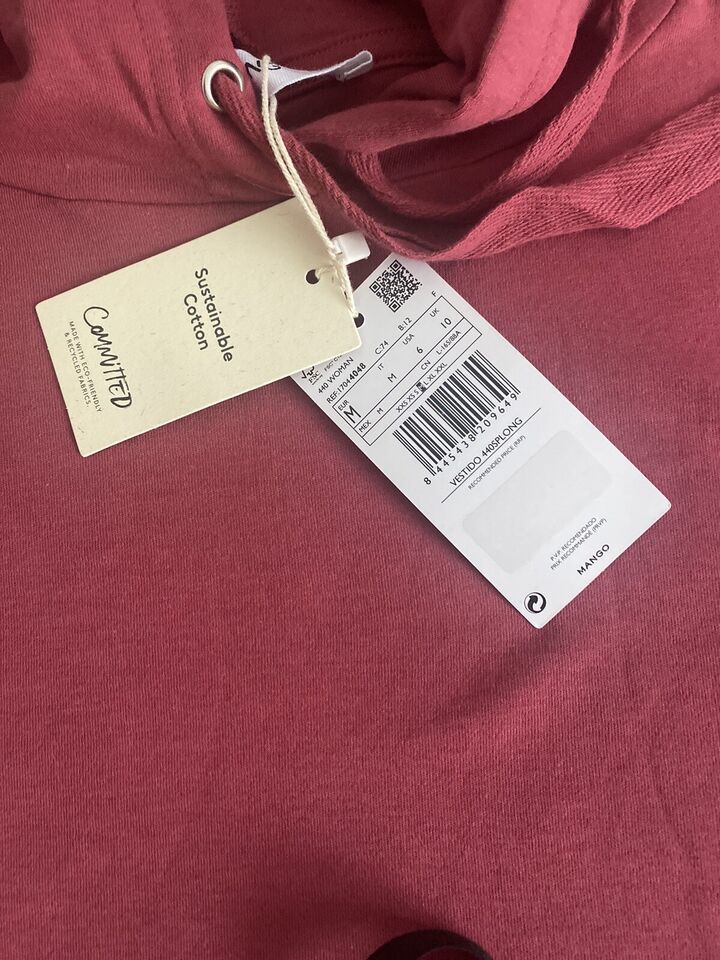 Sustainable
Cotton
Committed
MADE WITH ECO-FRIENDLY
& RECYCLED FABRICS.
440 WOMAN C:74 B:12 F
REF:17044048
EUR IT USA UK
M M 6 10
MEX CN
M L-165/88A
XXS XS S L XL XXL
8 445438 209649
VESTIDO 440SPLONG
RECOMMENDED PRICE (RRP)
P.V.P. RECOMENDADO
PRIX RECOMMANDÉ (PRVP)
MANGO